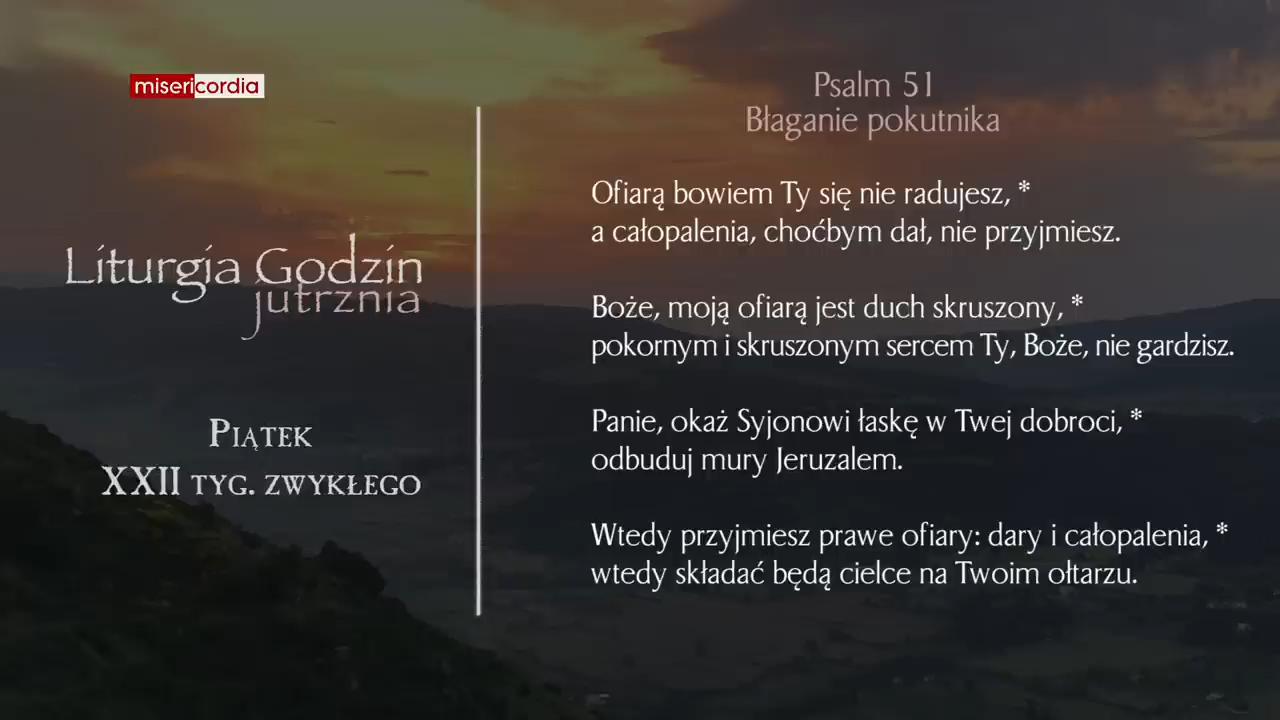 misericordia
Liturgia Godzin
jutrznia
Piątek
XXII tyg. zwykłego
Psalm 51
Błaganie pokutnika
Ofiarą bowiem Ty się nie radujesz, *
a całopalenia, choćbym dał, nie przyjmiesz.
Boże, moją ofiarą jest duch skruszony, *
pokornym i skruszonym sercem Ty, Boże, nie gardzisz.
Panie, okaż Syjonowi łaskę w Twej dobroci, *
odbuduj mury Jeruzalem.
Wtedy przyjmiesz prawe ofiary: dary i całopalenia, *
wtedy składać będą cielce na Twoim ołtarzu.